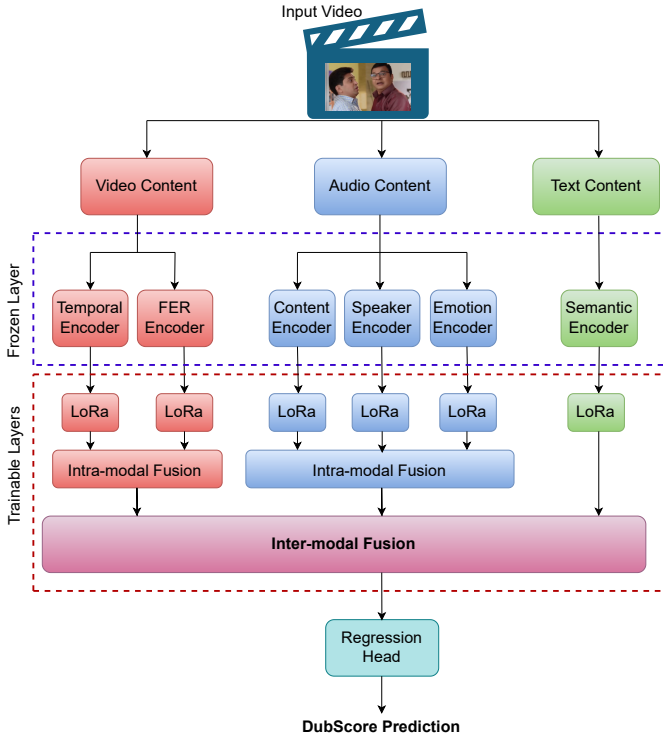 Input Video
Video Content
Audio Content
Text Content
Frozen Layer
Temporal
Encoder
FER
Encoder
Content
Encoder
Speaker
Encoder
Emotion
Encoder
Semantic
Encoder
Trainable Layers
LoRa
LoRa
LoRa
LoRa
LoRa
LoRa
Intra-modal Fusion
Intra-modal Fusion
Inter-modal Fusion
Regression
Head
DubScore Prediction